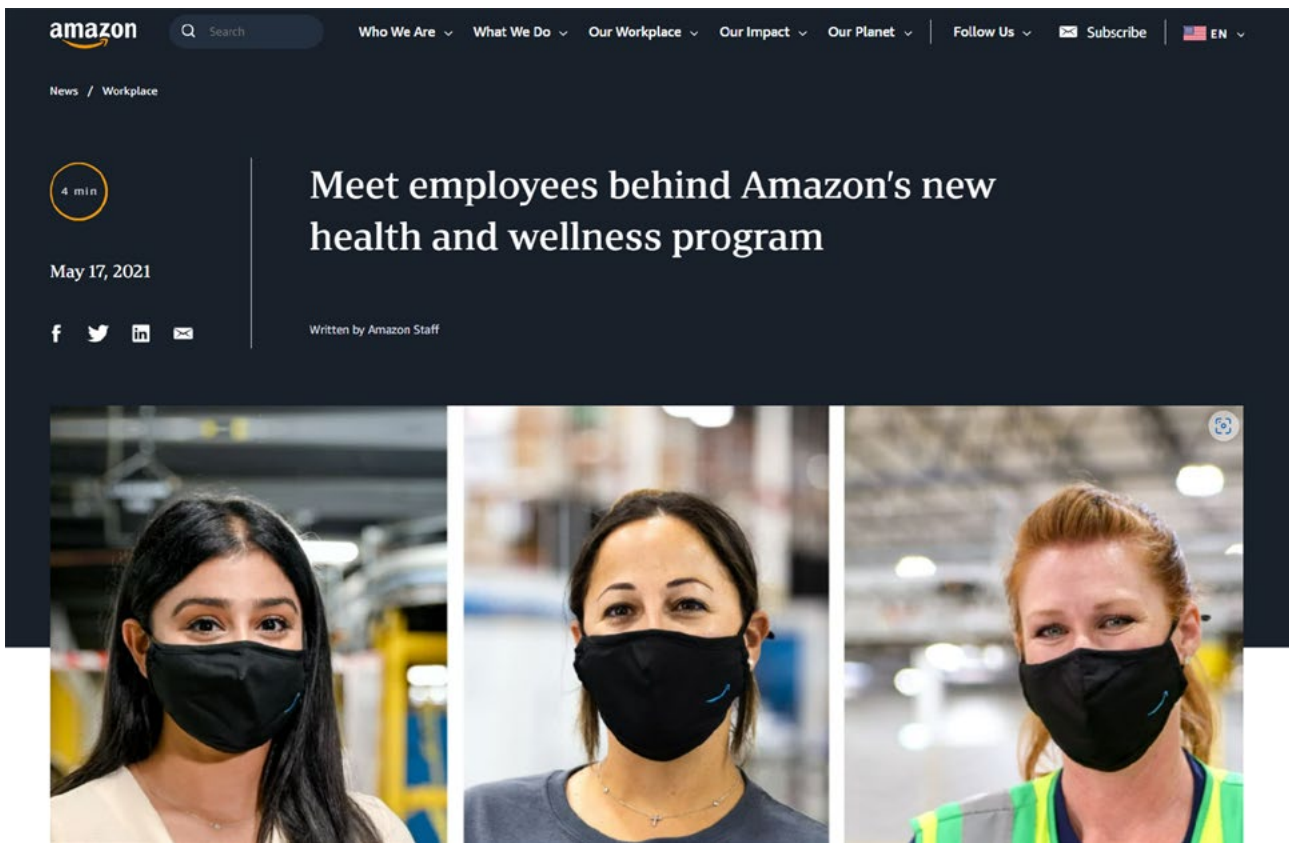 amazon
Search
Who We Are
What We Do
Our Workplace
Our Impact
Our Planet
Follow Us
Subscribe
EN
News / Workplace
4 min
May 17, 2021
Meet employees behind Amazon's new
health and wellness program
Written by Amazon Staff